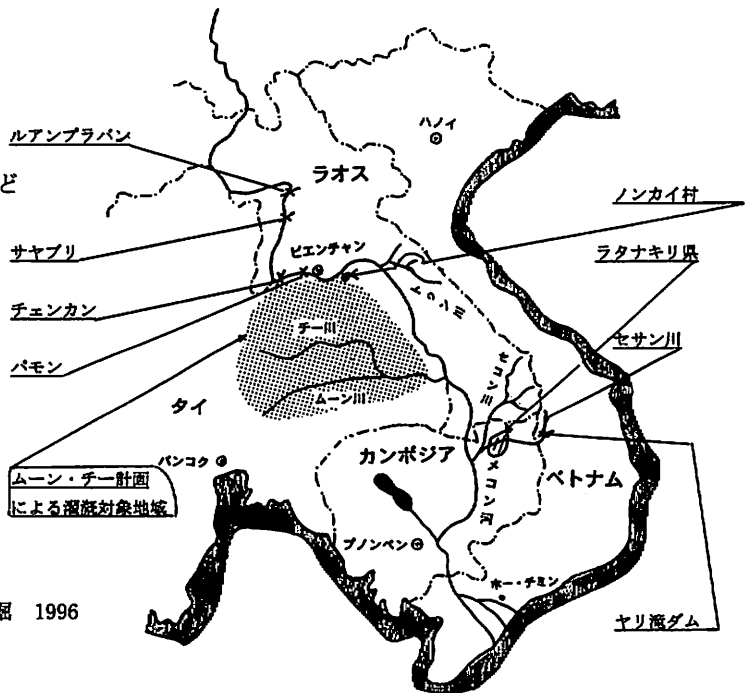 ハノイ
ルアンプラバン
ど
ラオス
ノンカイ村
サヤブリ
ビエンチャン
ラタナキリ県
チェンカン
チー川
セサン川
パモン
ムーン川
タイ
セコン川
カンボジア
メコン川
ベトナム
バンコク
ムーン・チー計画
による灌漑対象地域
プノンペン
ホー・チミン
1996
ヤリ滝ダム